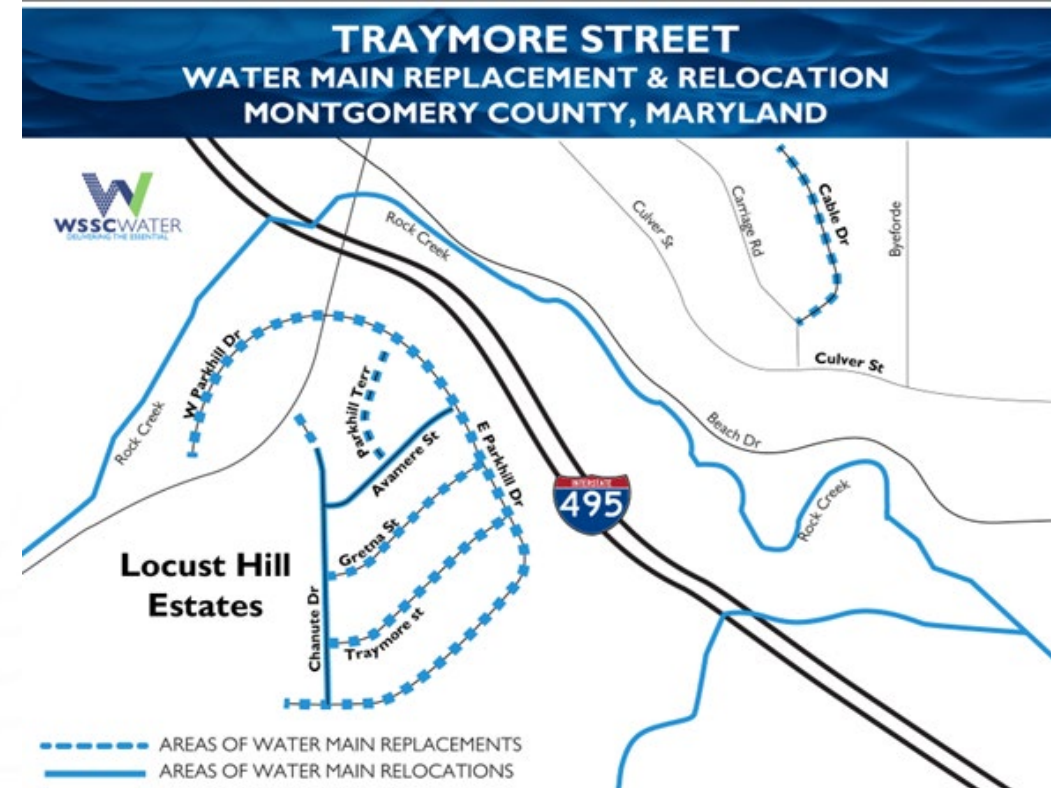 TRAYMORE STREET
WATER MAIN REPLACEMENT & RELOCATION
MONTGOMERY COUNTY, MARYLAND
WSSCWATER
DELIVERING THE ESSENTIAL
Rock Creek
Culver St
Carriage Rd
Cable Dr
Byeforde
Culver St
W Parkhill Dr
Parkhill Terr
Rock Creek
Avamere St
E Parkhill Dr
Beach Dr
INTERSTATE
495
Rock Creek
Gretna St
Locust Hill
Estates
Chanute Dr
Traymore st
AREAS OF WATER MAIN REPLACEMENTS
AREAS OF WATER MAIN RELOCATIONS